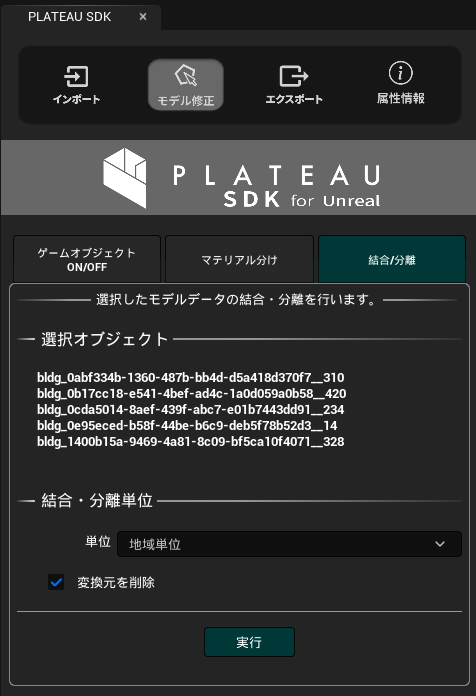 PLATEAU SDK ×
インポート
モデル修正
エクスポート
属性情報
PLATEAU
SDK for Unreal
ゲームオブジェクト
ON/OFF
マテリアル分け
結合/分離
選択したモデルデータの結合・分離を行います。
選択オブジェクト
bldg_0abf334b-1360-487b-bb4d-d5a418d370f7__310
bldg_0b17cc18-e541-4bef-ad4c-1a0d059a0b58__420
bldg_0cda5014-8aef-439f-abc7-e01b7443dd91__234
bldg_0e95eced-b58f-44be-b6c9-deb5f78b52d3__14
bldg_1400b15a-9469-4a81-8c09-bf5ca10f4071__328
結合・分離単位
単位 地域単位
変換元を削除
実行